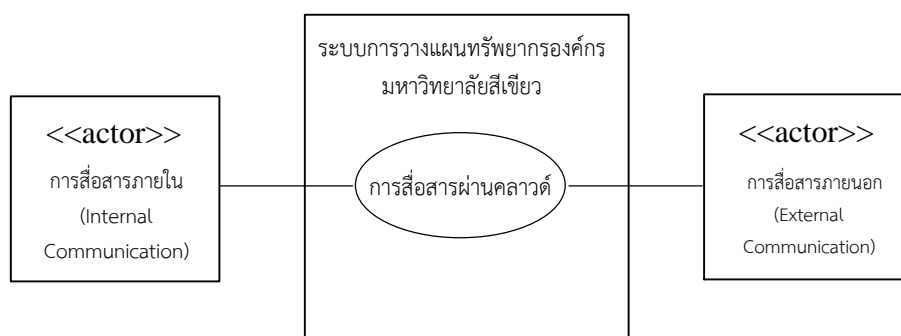 ระบบการวางแผนทรัพยากรองค์กร
มหาวิทยาลัยสีเขียว
<<actor>>
การสื่อสารภายใน
(Internal
Communication)
การสื่อสารผ่านคลาวด์
<<actor>>
การสื่อสารภายนอก
(External
Communication)